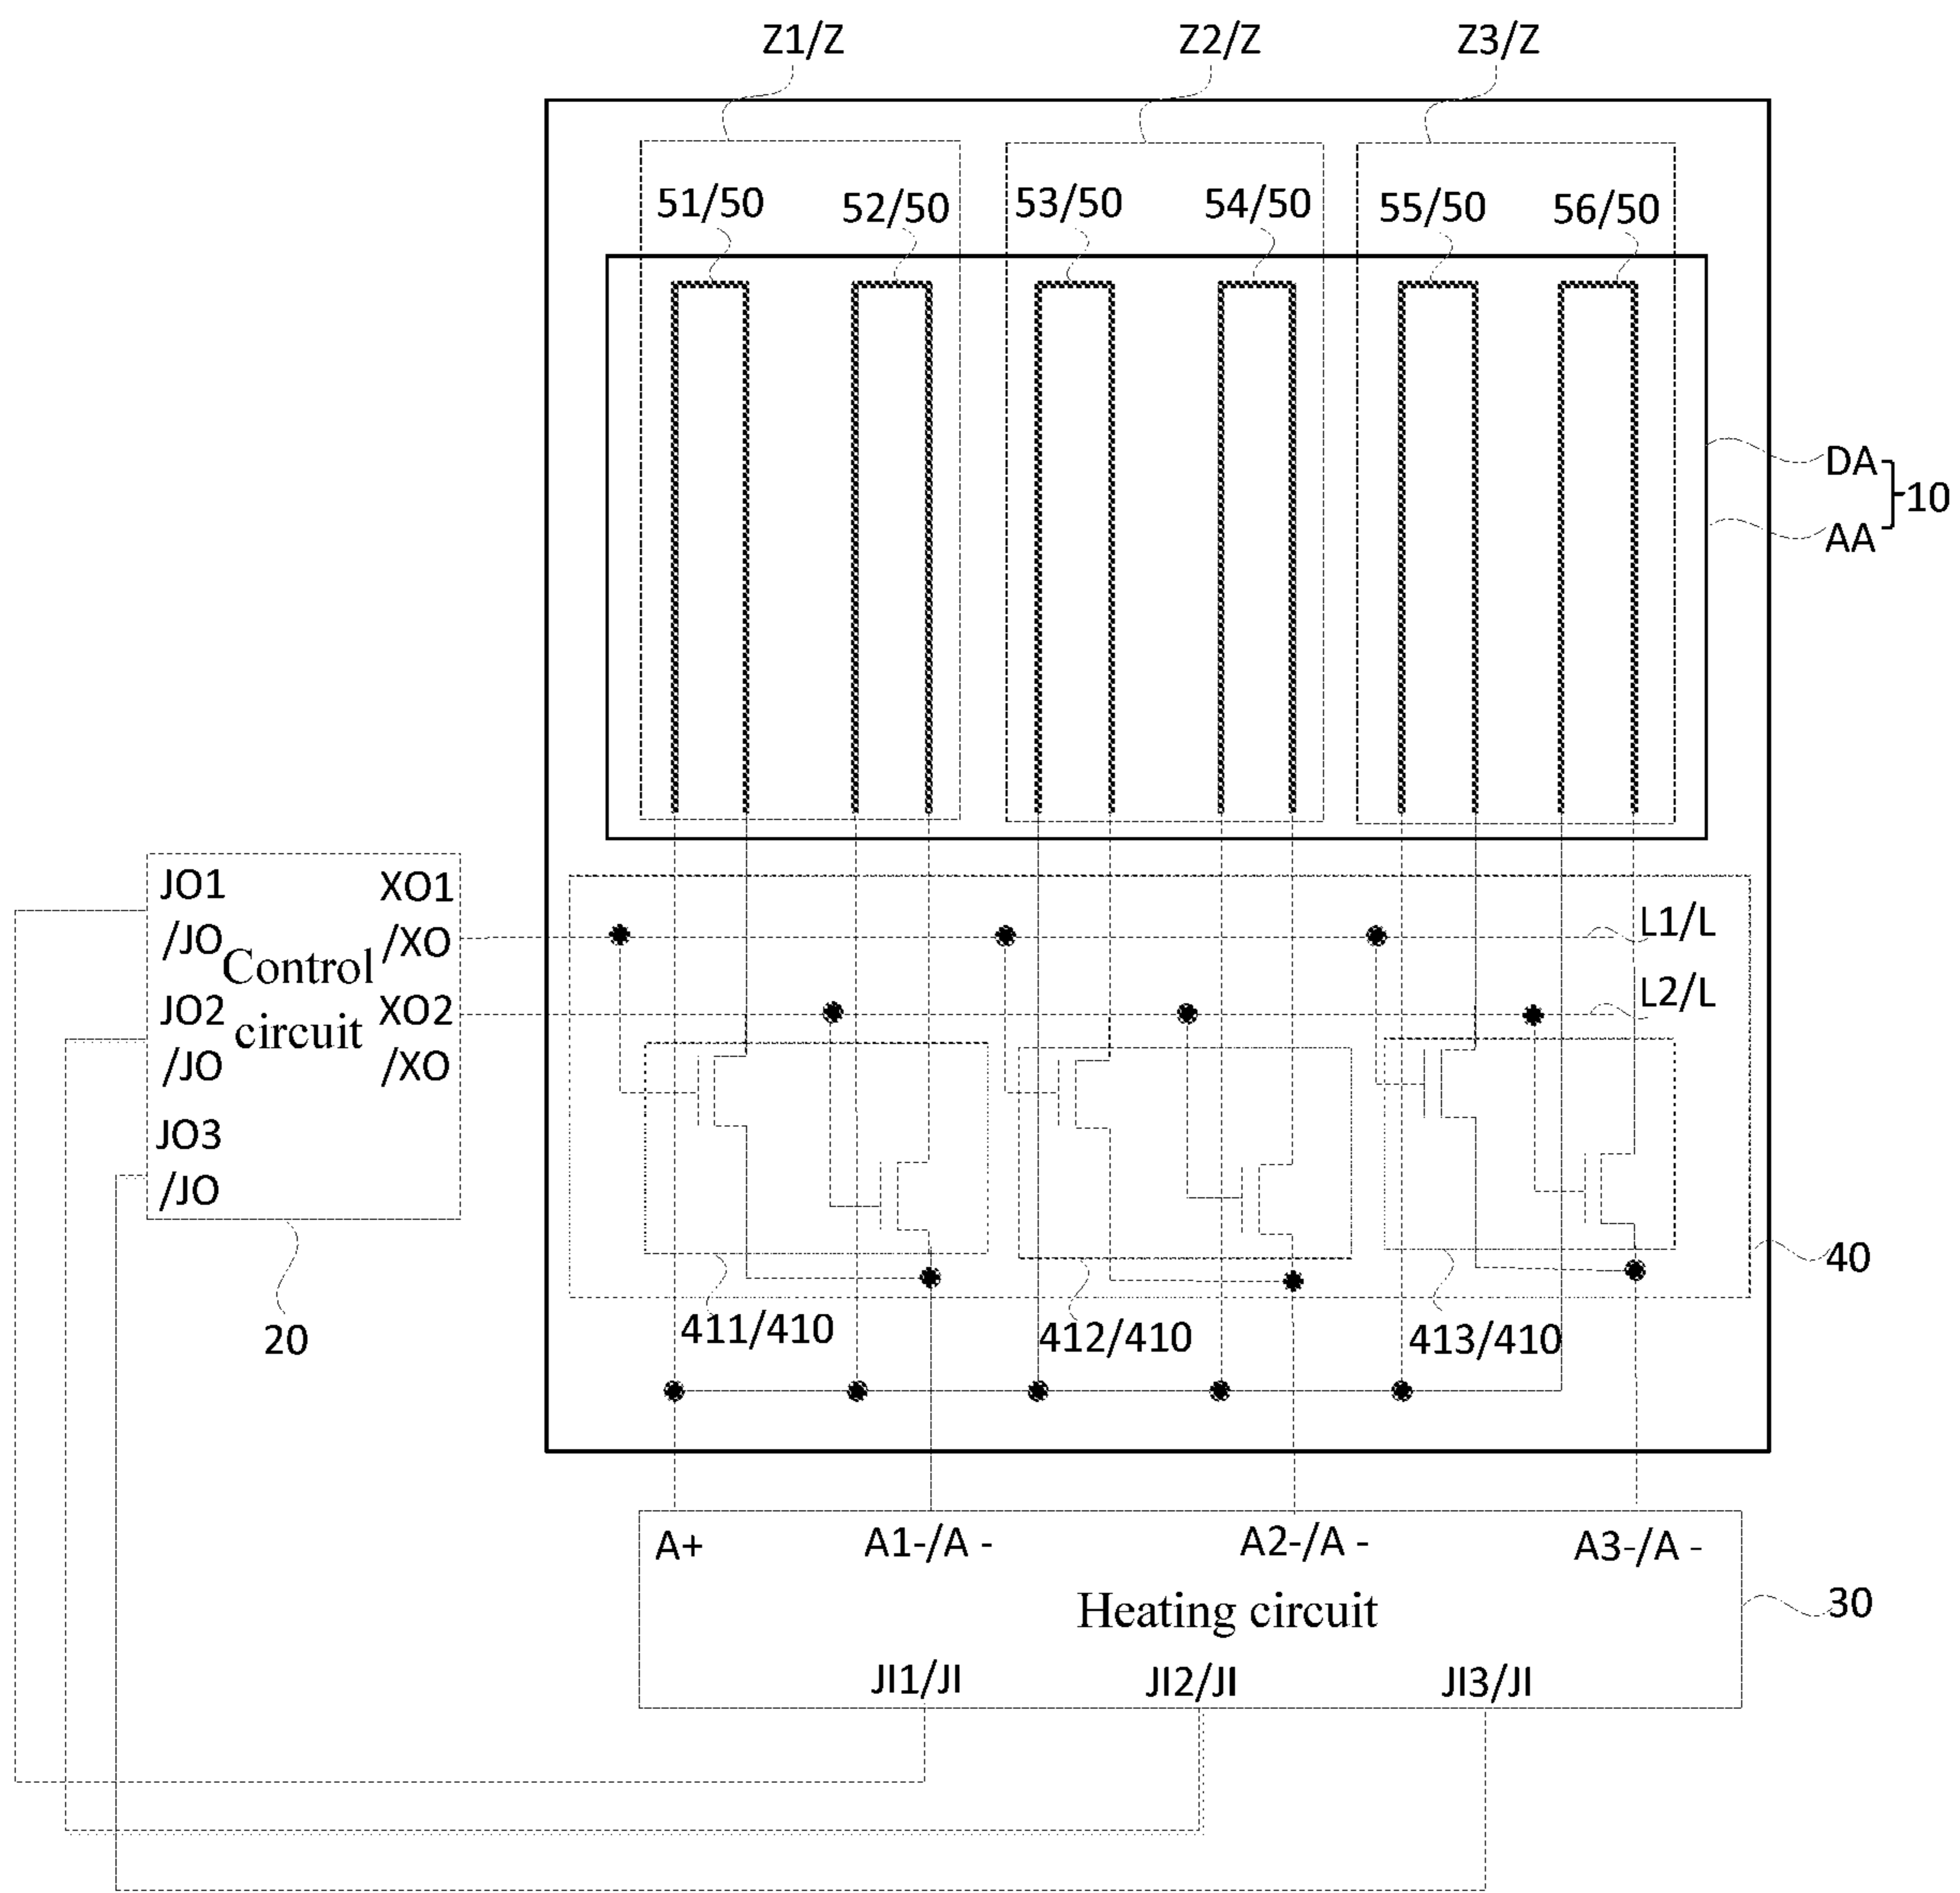 Z1/Z Z2/Z Z3/Z
51/50 52/50 53/50 54/50 55/50 56/50
DA
10
AA
JO1 XO1
/JO /XO
Control
circuit
JO2 XO2
/JO /XO
JO3
/JO
20
L1/L
L2/L
40
411/410 412/410 413/410
A+ A1-/A - A2-/A - A3-/A -
Heating circuit
30
JI1/JI JI2/JI JI3/JI